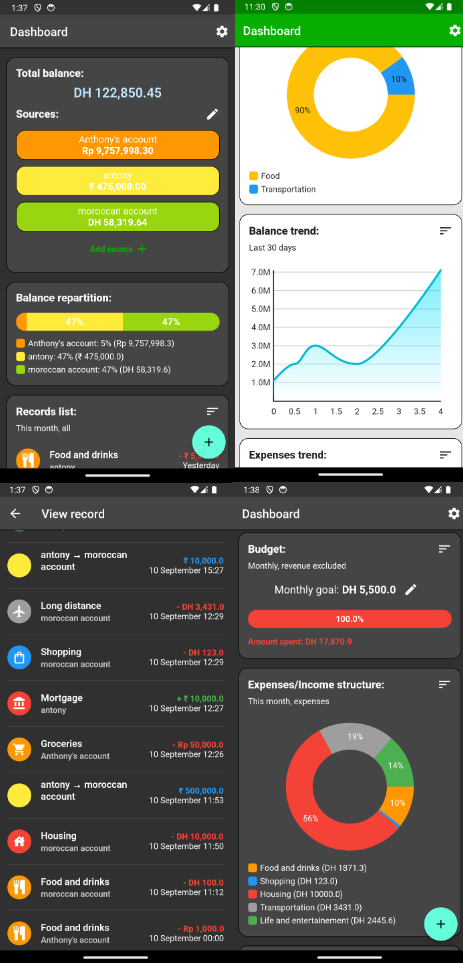 1:37
Dashboard
Total balance:
DH 122,850.45
Sources:
Anthony's account
Rp 9,757,998.30
antony
₹ 475,000.00
moroccan account
DH 58,319.64
Add source +
Balance repartition:
47%
47%
Anthony's account: 5% (Rp 9,757,998.3)
antony: 47% (₹ 475,000.0)
moroccan account: 47% (DH 58,319.6)
Records list:
This month, all
Food and drinks
- ₹ 5,
antony
Yesterday
+
11:30
Dashboard
10%
90%
Food
Transportation
Balance trend:
Last 30 days
7.0M
6.0M
5.0M
4.0M
3.0M
2.0M
1.0M
0 0.5 1 1.5 2 2.5 3 3.5 4
Expenses trend:
1:37
View record
antony → moroccan account
₹ 10,000.0
10 September 15:27
Long distance
- DH 3,431.0
moroccan account
10 September 12:29
Shopping
- DH 123.0
moroccan account
10 September 12:29
Mortgage
+ ₹ 10,000.0
antony
10 September 12:27
Groceries
- Rp 50,000.0
Anthony's account
10 September 12:26
antony → moroccan account
₹ 500,000.0
10 September 11:53
Housing
- DH 10,000.0
moroccan account
10 September 11:50
Food and drinks
- DH 100.0
moroccan account
10 September 11:12
Food and drinks
- Rp 1,000.0
Anthony's account
10 September 00:00
1:38
Dashboard
Budget:
Monthly, revenue excluded
Monthly goal: DH 5,500.0
100.0%
Amount spent: DH 17,870.9
Expenses/Income structure:
This month, expenses
19%
14%
10%
56%
Food and drinks (DH 1871.3)
Shopping (DH 123.0)
Housing (DH 10000.0)
Transportation (DH 3431.0)
Life and entertainement (DH 2445.6)
+